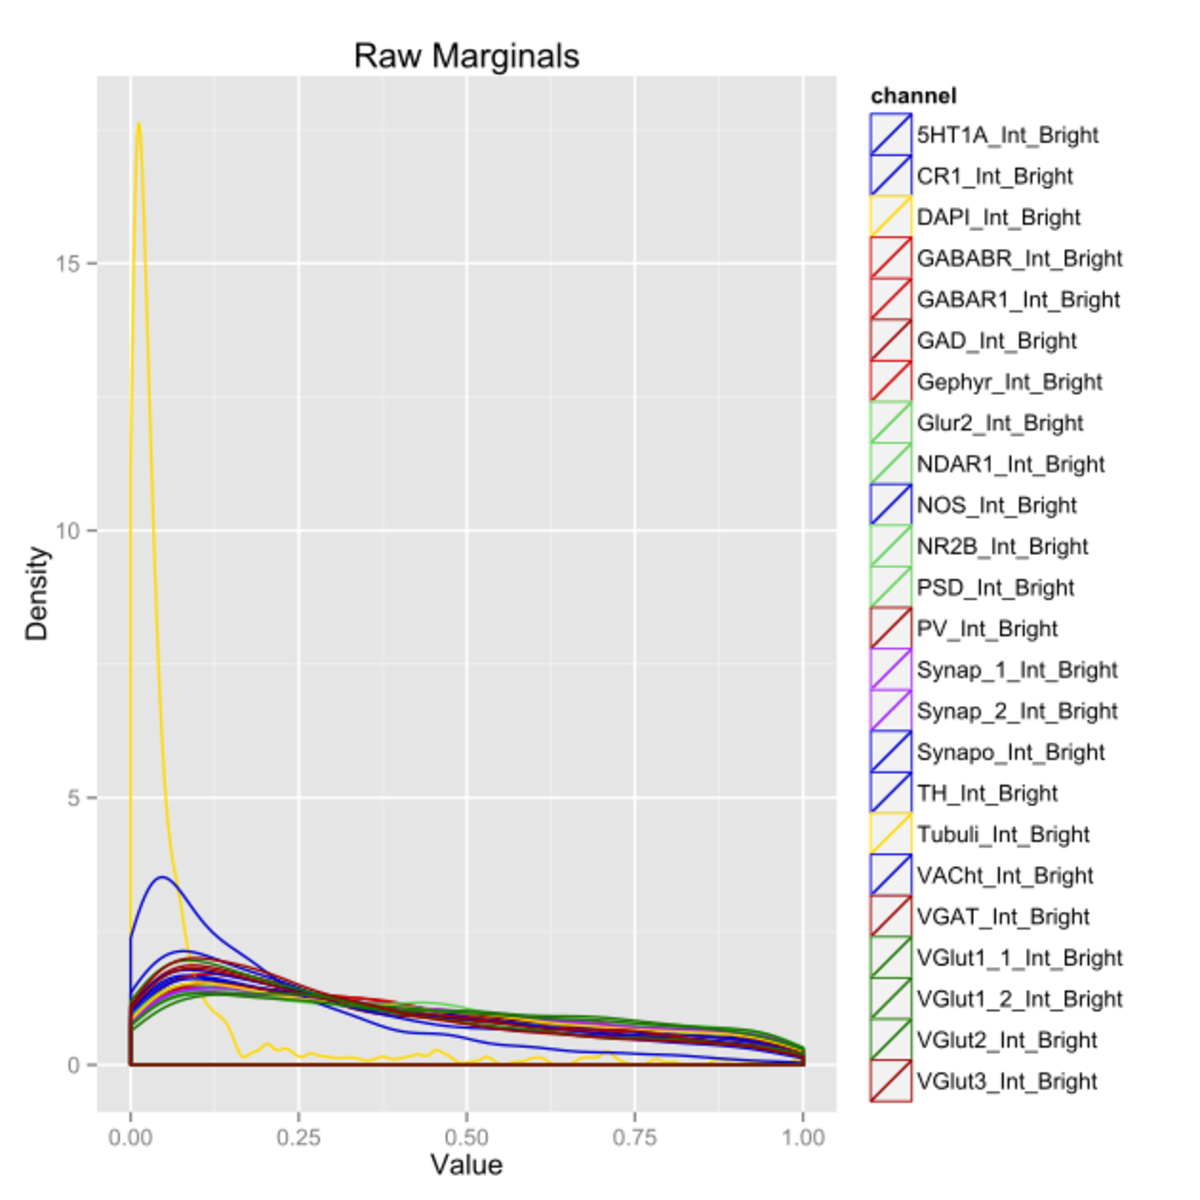 Raw Marginals
channel
5HT1A_Int_Bright
CR1_Int_Bright
DAPI_Int_Bright
GABABR_Int_Bright
GABAR1_Int_Bright
GAD_Int_Bright
Gephyr_Int_Bright
Glur2_Int_Bright
NDAR1_Int_Bright
NOS_Int_Bright
NR2B_Int_Bright
PSD_Int_Bright
PV_Int_Bright
Synap_1_Int_Bright
Synap_2_Int_Bright
Synapo_Int_Bright
TH_Int_Bright
Tubuli_Int_Bright
VACht_Int_Bright
VGAT_Int_Bright
VGlut1_1_Int_Bright
VGlut1_2_Int_Bright
VGlut2_Int_Bright
VGlut3_Int_Bright
Density
15
10
5
0
0.00 0.25 0.50 0.75 1.00
Value